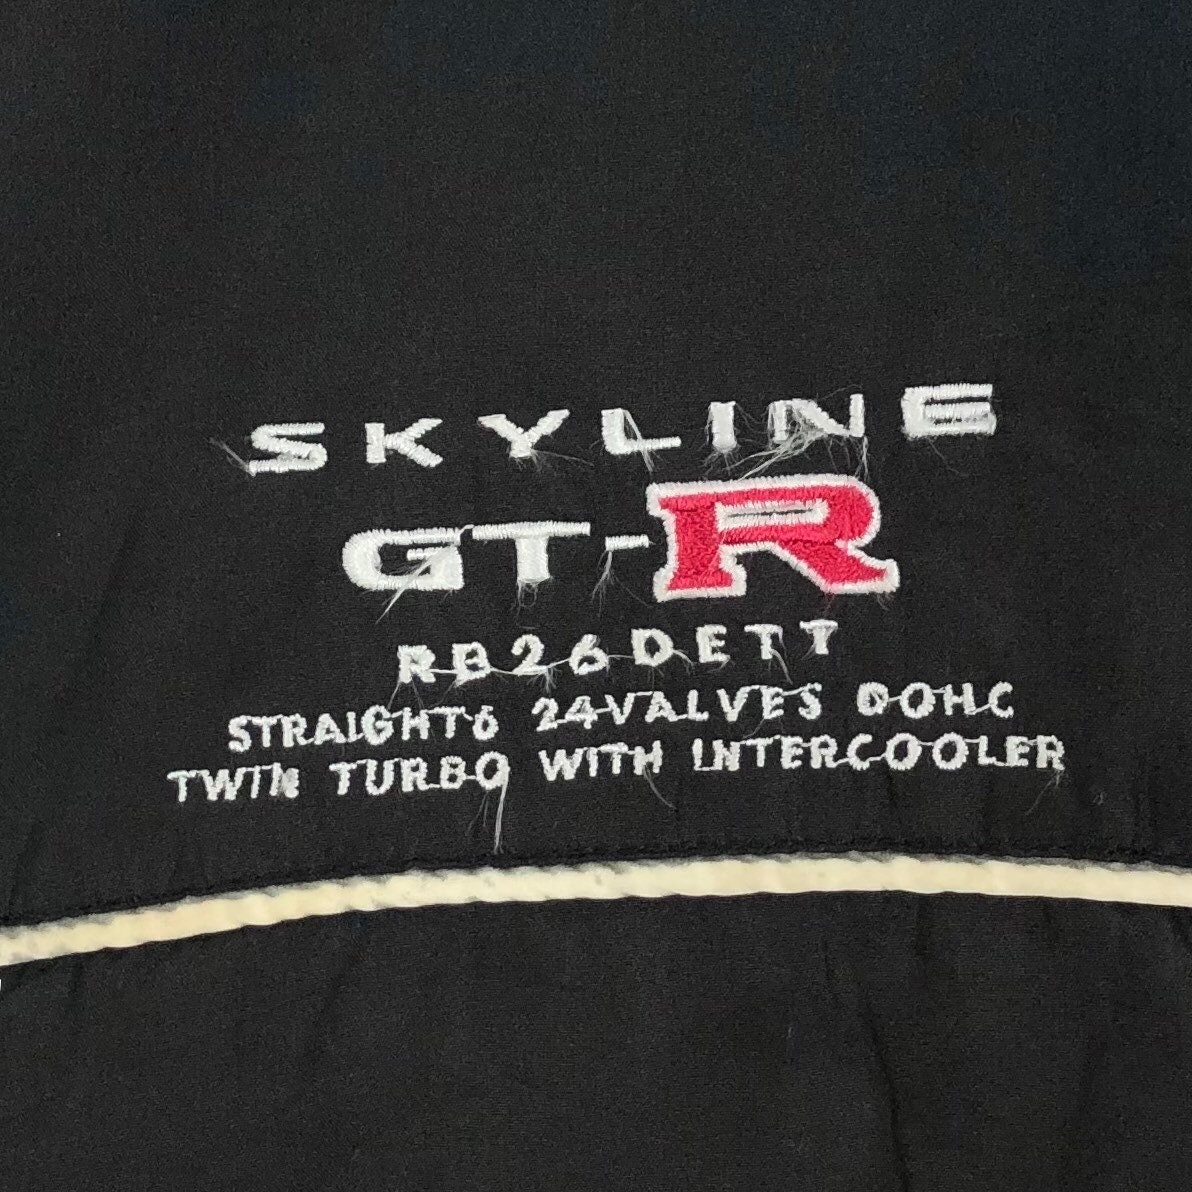 SKYLINE
GT-R
RB26DETT
STRAIGHT6 24VALVES DOHC
TWIN TURBO WITH INTERCOOLER